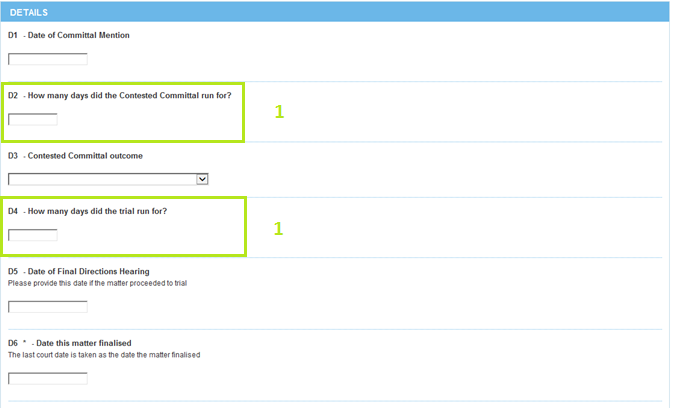 DETAILS
D1 - Date of Committal Mention
D2 - How many days did the Contested Committal run for?
1
D3 - Contested Committal outcome
D4 - How many days did the trial run for?
1
D5 - Date of Final Directions Hearing
Please provide this date if the matter proceeded to trial
D6 * - Date this matter finalised
The last court date is taken as the date the matter finalised